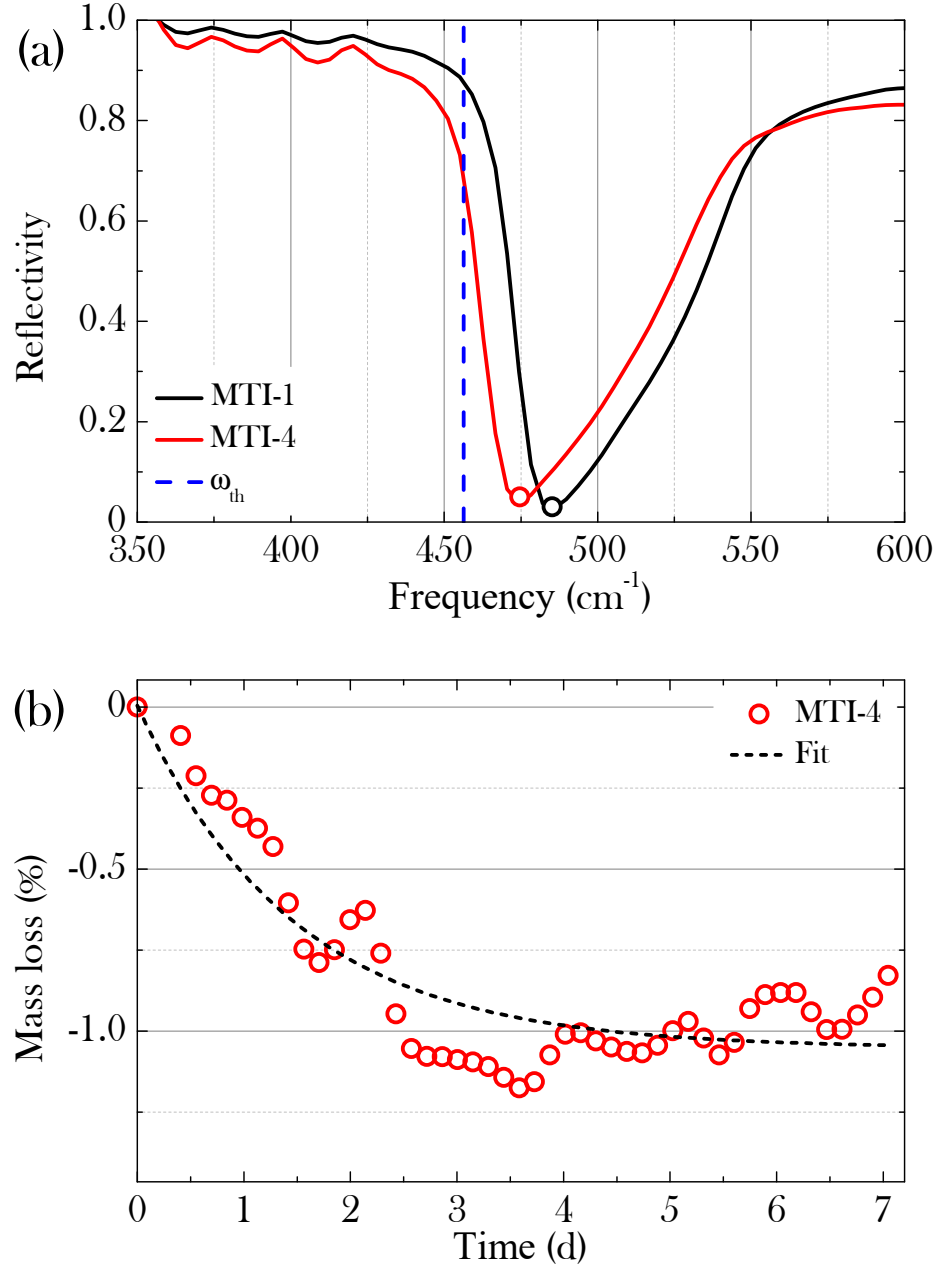 (a)
1.0
0.8
0.6
0.4
0.2
0
Reflectivity
MTI-1
MTI-4
ω_th
350 400 450 500 550 600
Frequency (cm⁻¹)
(b)
0
-0.5
-1.0
Mass loss (%)
MTI-4
Fit
0 1 2 3 4 5 6 7
Time (d)